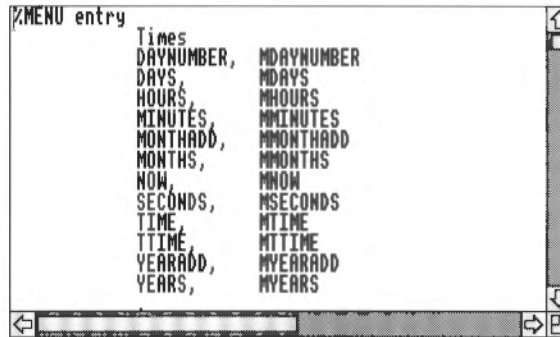 %MENU entry
Times
DAYNUMBER, MDAYNUMBER
DAYS, MDAYS
HOURS, MHOURS
MINUTES, MMINUTES
MONTHADD, MMONTHADD
MONTHS, MMONTHS
NOW, MNOW
SECONDS, MSECONDS
TIME, MTIME
TTIME, MTTIME
YEARADD, MYEARADD
YEARS, MYEARS
.